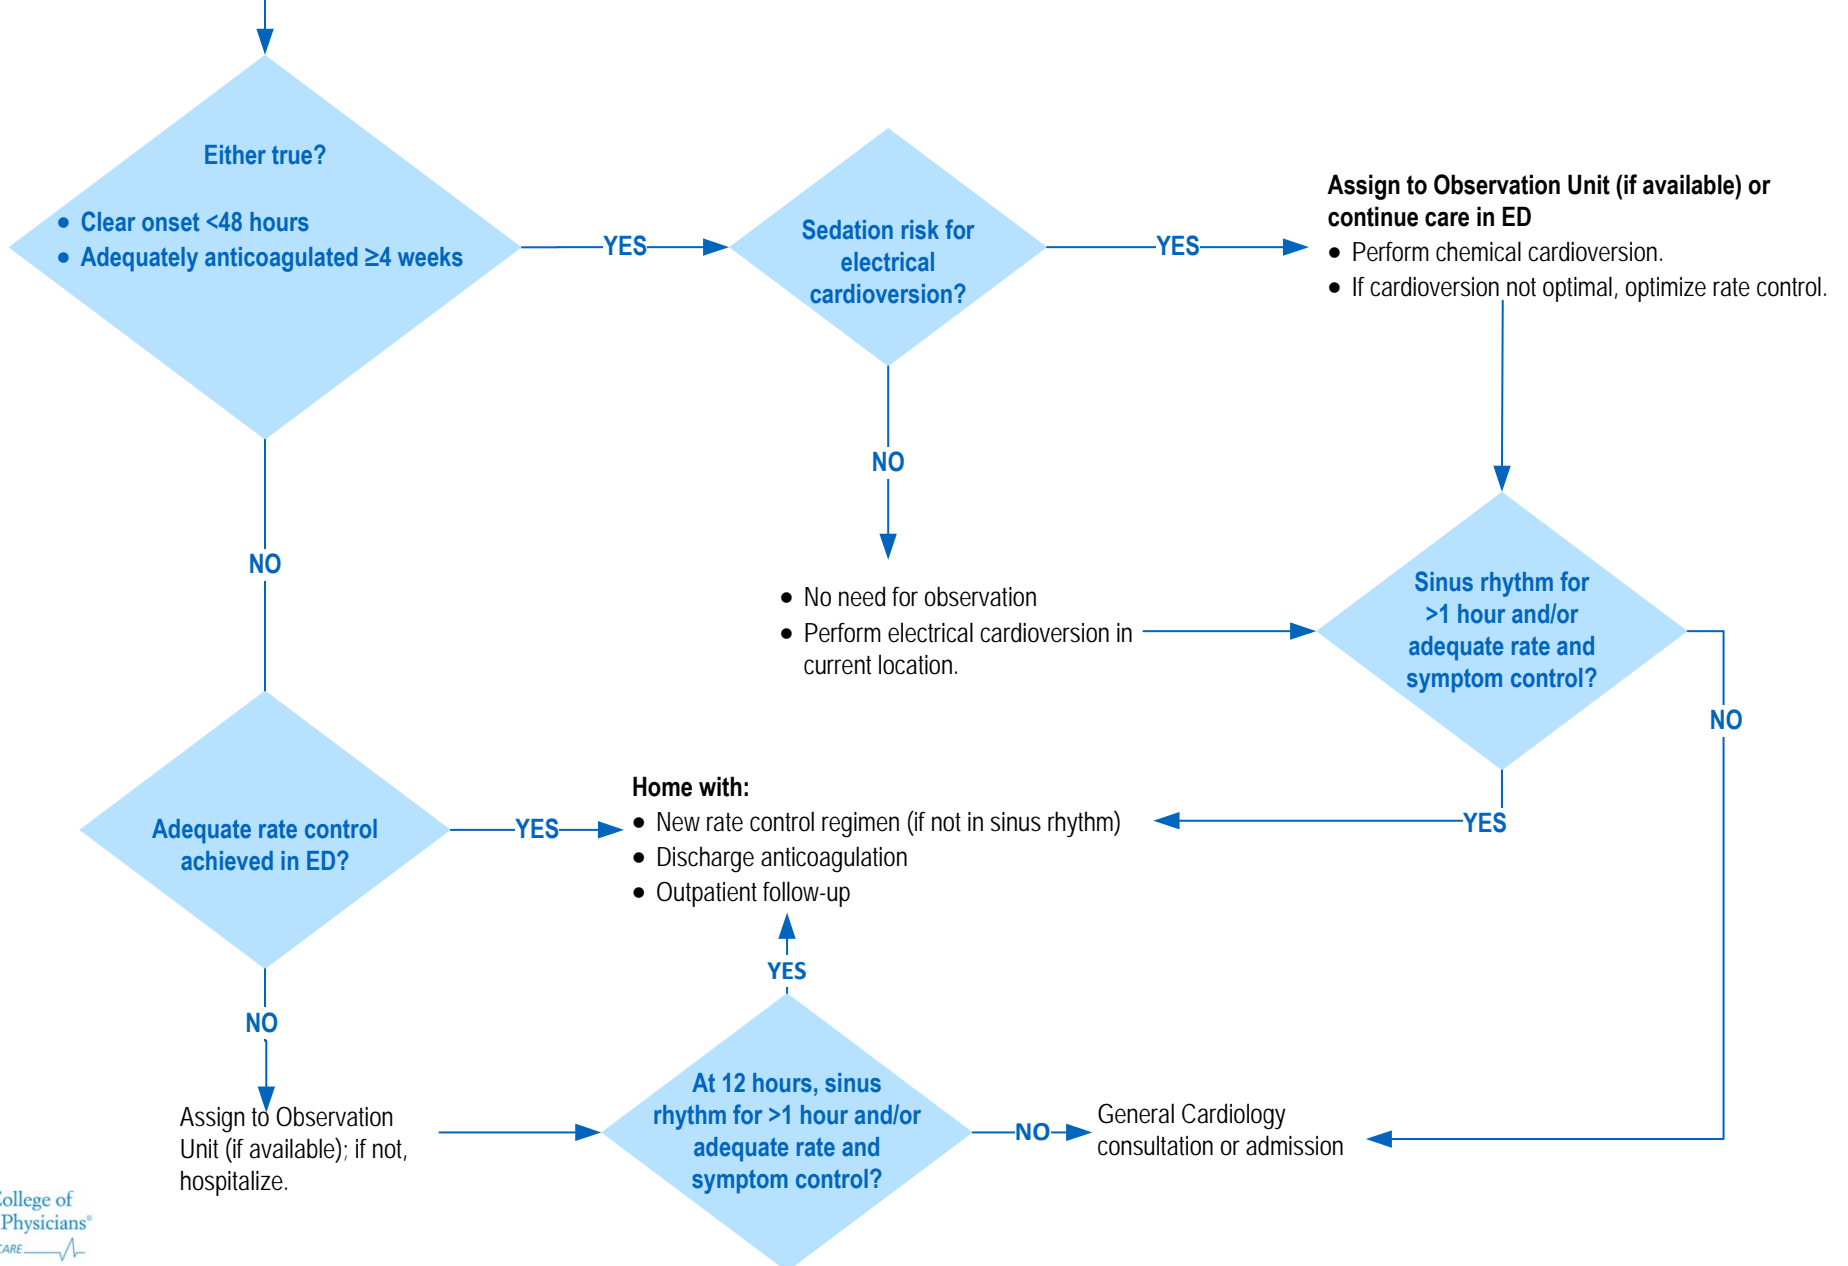 Either true?
• Clear onset <48 hours
• Adequately anticoagulated ≥4 weeks
YES
Sedation risk for
electrical
cardioversion?
YES
Assign to Observation Unit (if available) or
continue care in ED
• Perform chemical cardioversion.
• If cardioversion not optimal, optimize rate control.
NO
NO
• No need for observation
• Perform electrical cardioversion in
current location.
Sinus rhythm for
>1 hour and/or
adequate rate and
symptom control?
NO
YES
Adequate rate control
achieved in ED?
YES
Home with:
• New rate control regimen (if not in sinus rhythm)
• Discharge anticoagulation
• Outpatient follow-up
YES
NO
Assign to Observation
Unit (if available); if not,
hospitalize.
At 12 hours, sinus
rhythm for >1 hour and/or
adequate rate and
symptom control?
NO
General Cardiology
consultation or admission
College of
Physicians®
CARE